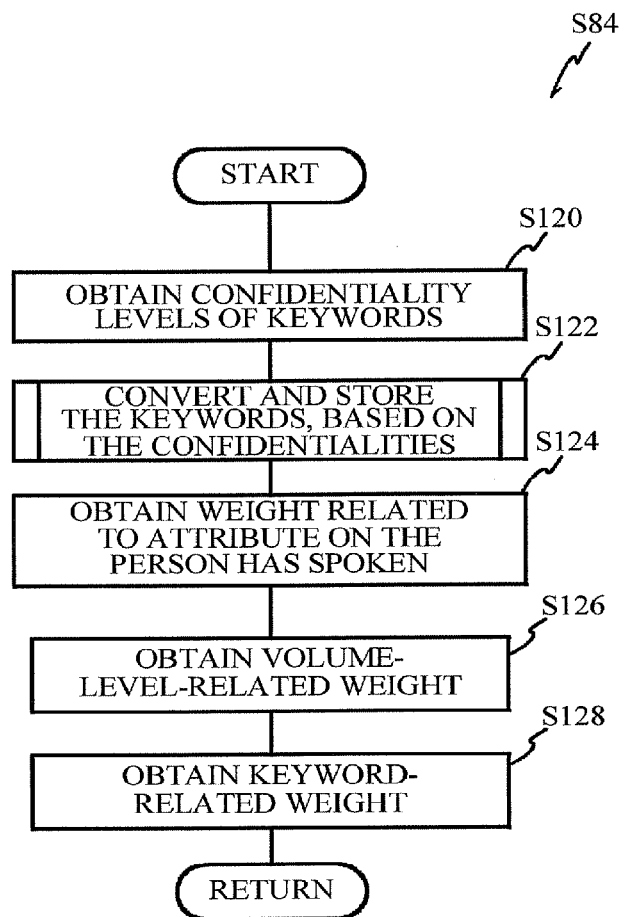 S84
START
S120
OBTAIN CONFIDENTIALITY
LEVELS OF KEYWORDS
S122
CONVERT AND STORE
THE KEYWORDS, BASED ON
THE CONFIDENTIALITIES
S124
OBTAIN WEIGHT RELATED
TO ATTRIBUTE ON THE
PERSON HAS SPOKEN
S126
OBTAIN VOLUME-
LEVEL-RELATED WEIGHT
S128
OBTAIN KEYWORD-
RELATED WEIGHT
RETURN